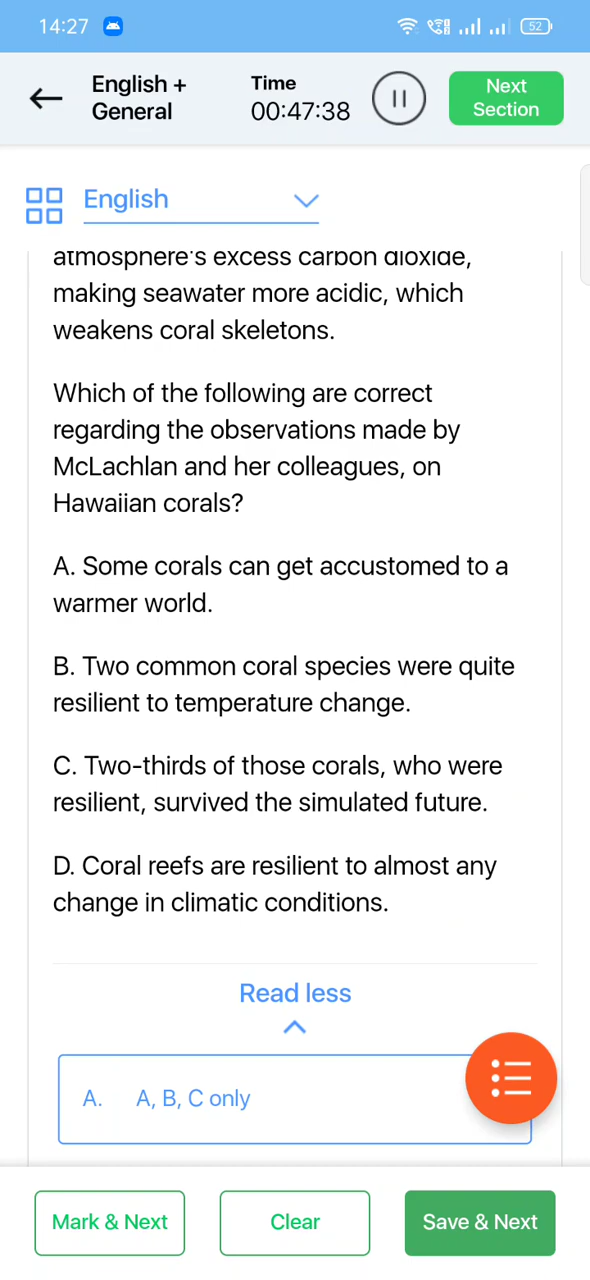 14:27
52
English +
General
Time
00:47:38
Next
Section
English
atmosphere's excess carbon dioxide,
making seawater more acidic, which
weakens coral skeletons.
Which of the following are correct
regarding the observations made by
McLachlan and her colleagues, on
Hawaiian corals?
A. Some corals can get accustomed to a
warmer world.
B. Two common coral species were quite
resilient to temperature change.
C. Two-thirds of those corals, who were
resilient, survived the simulated future.
D. Coral reefs are resilient to almost any
change in climatic conditions.
Read less
A. A, B, C only
Mark & Next
Clear
Save & Next